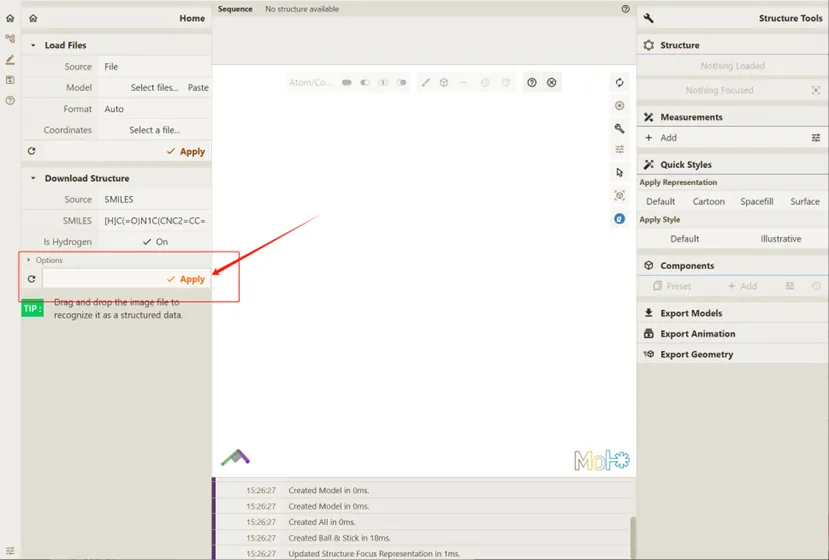 Home
Load Files
Source File
Model Select files... Paste
Format Auto
Coordinates Select a file...
Apply
Download Structure
Source SMILES
SMILES [H]C(=O)N1C(CNC2=CC=
Is Hydrogen On
Options
Apply
TIP :
Drag and drop the image file to
recognize it as a structured data.
Sequence No structure available
Atom/Co...
Mol*
15:26:27 Created Model in 0ms.
15:26:27 Created Model in 0ms.
15:26:27 Created All in 0ms.
15:26:27 Created Ball & Stick in 18ms.
15:26:27 Updated Structure Focus Representation in 1ms.
Structure Tools
Structure
Nothing Loaded
Nothing Focused
Measurements
Add
Quick Styles
Apply Representation
Default Cartoon Spacefill Surface
Apply Style
Default Illustrative
Components
Preset + Add
Export Models
Export Animation
Export Geometry